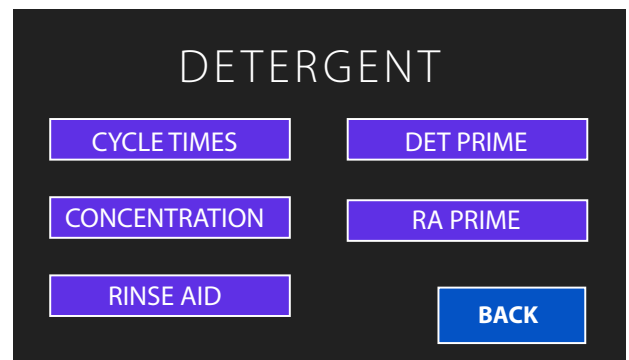 DETERGENT
CYCLE TIMES
DET PRIME
CONCENTRATION
RA PRIME
RINSE AID
BACK